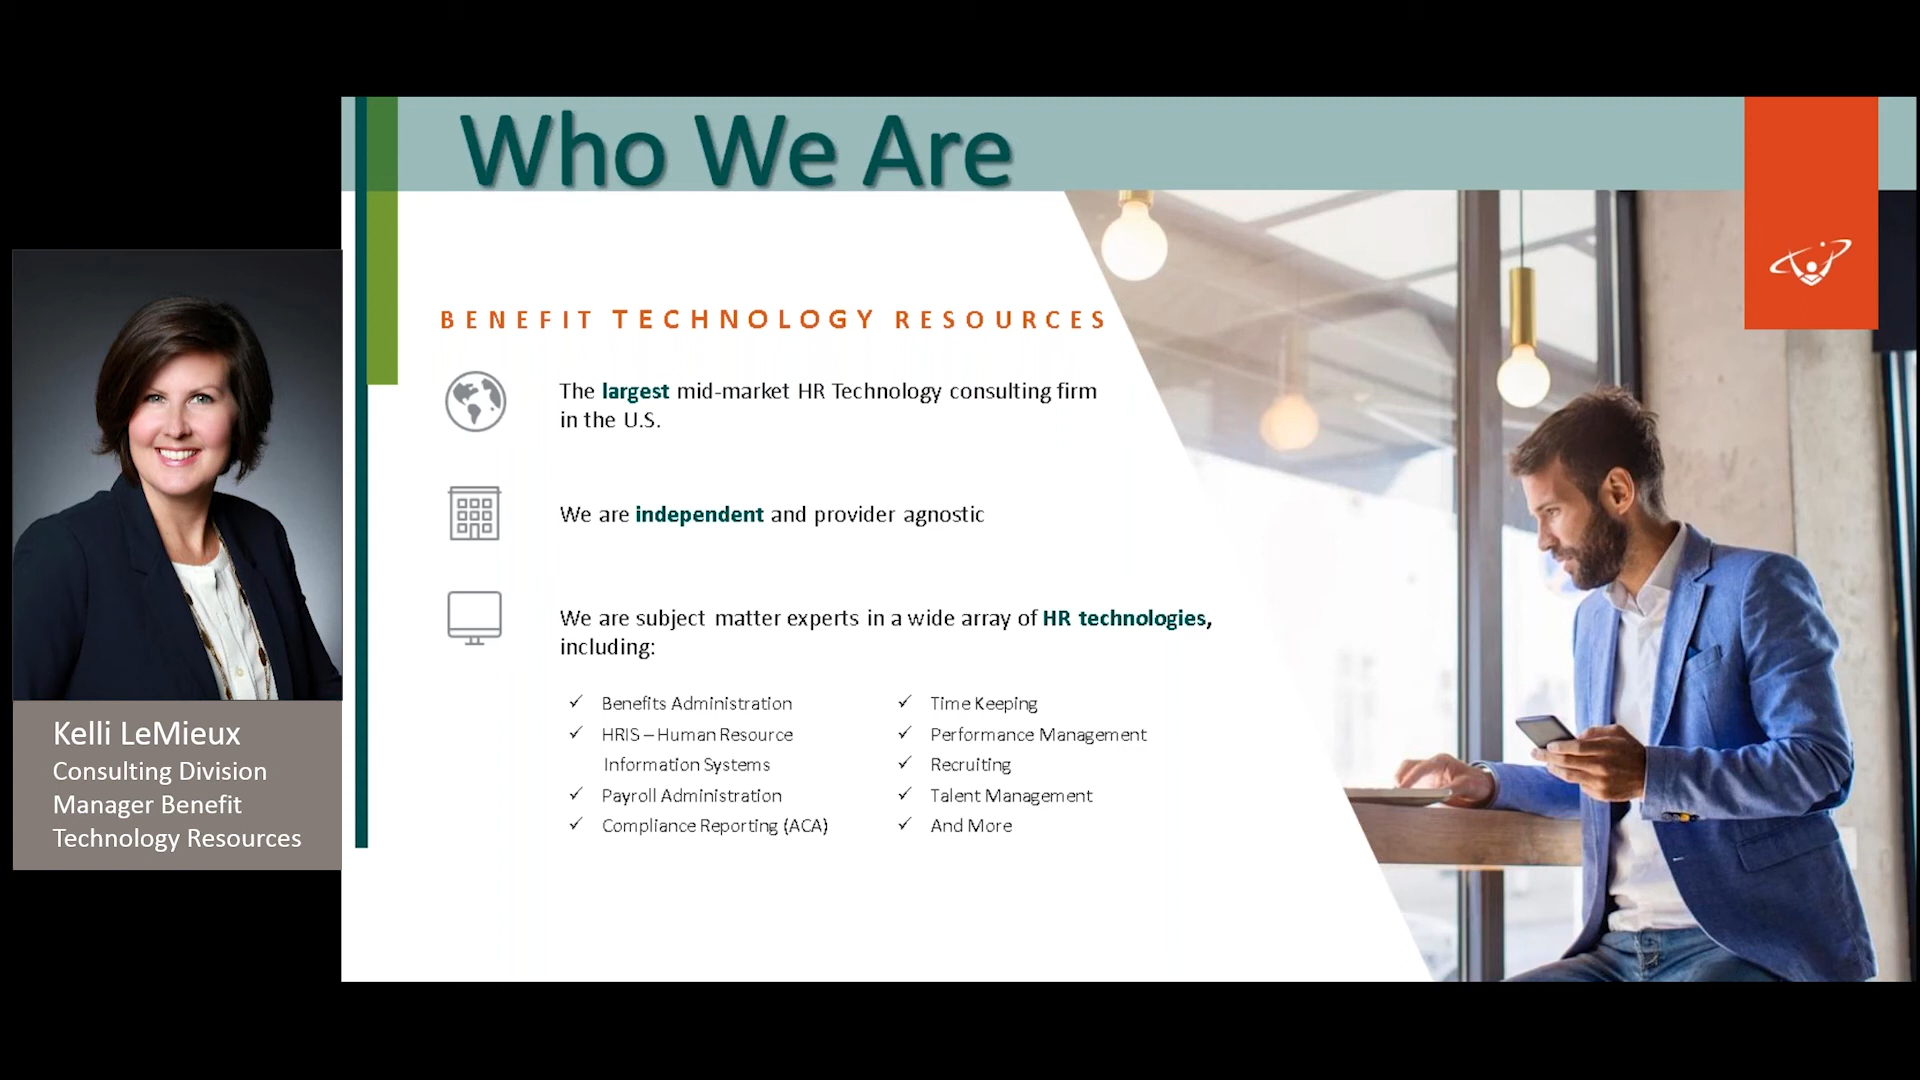 Who We Are
BENEFIT TECHNOLOGY RESOURCES
The largest mid-market HR Technology consulting firm
in the U.S.
We are independent and provider agnostic
We are subject matter experts in a wide array of HR technologies,
including:
✓ Benefits Administration
✓ HRIS – Human Resource
Information Systems
✓ Payroll Administration
✓ Compliance Reporting (ACA)
✓ Time Keeping
✓ Performance Management
✓ Recruiting
✓ Talent Management
✓ And More
Kelli LeMieux
Consulting Division
Manager Benefit
Technology Resources